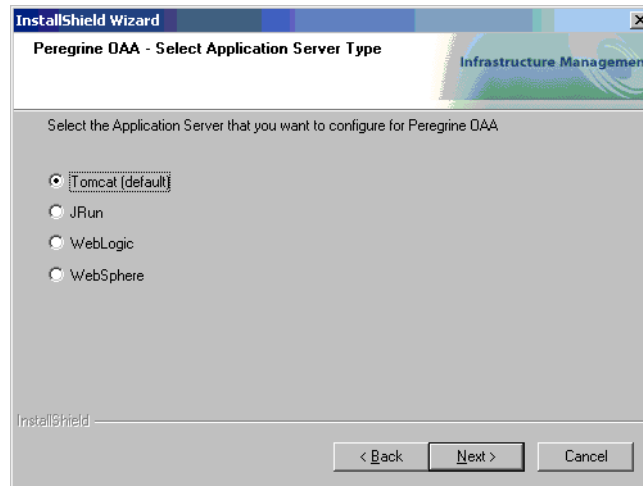 InstallShield Wizard
Peregrine OAA - Select Application Server Type
Infrastructure Managemen
Select the Application Server that you want to configure for Peregrine OAA
Tomcat (default)
JRun
WebLogic
WebSphere
InstallShield
< Back
Next >
Cancel